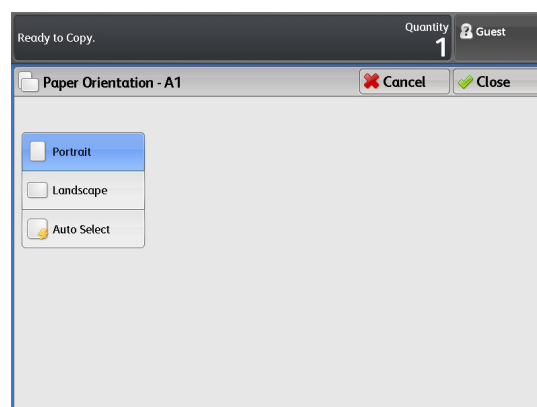 Ready to Copy.
Quantity
1
Guest
Paper Orientation - A1
Cancel
Close
Portrait
Landscape
Auto Select